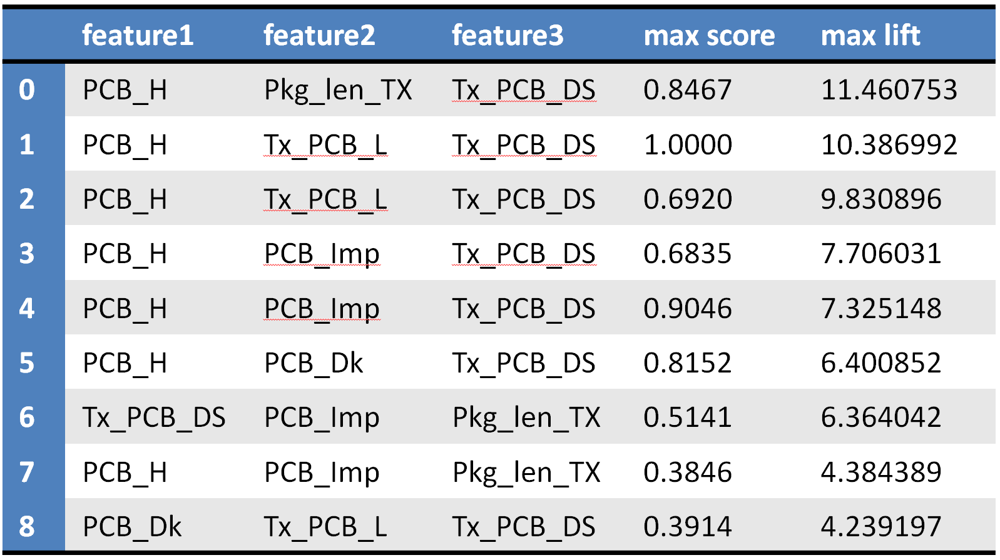 feature1 feature2 feature3 max score max lift
0 PCB_H Pkg_len_TX Tx_PCB_DS 0.8467 11.460753
1 PCB_H Tx_PCB_L Tx_PCB_DS 1.0000 10.386992
2 PCB_H Tx_PCB_L Tx_PCB_DS 0.6920 9.830896
3 PCB_H PCB_Imp Tx_PCB_DS 0.6835 7.706031
4 PCB_H PCB_Imp Tx_PCB_DS 0.9046 7.325148
5 PCB_H PCB_Dk Tx_PCB_DS 0.8152 6.400852
6 Tx_PCB_DS PCB_Imp Pkg_len_TX 0.5141 6.364042
7 PCB_H PCB_Imp Pkg_len_TX 0.3846 4.384389
8 PCB_Dk Tx_PCB_L Tx_PCB_DS 0.3914 4.239197